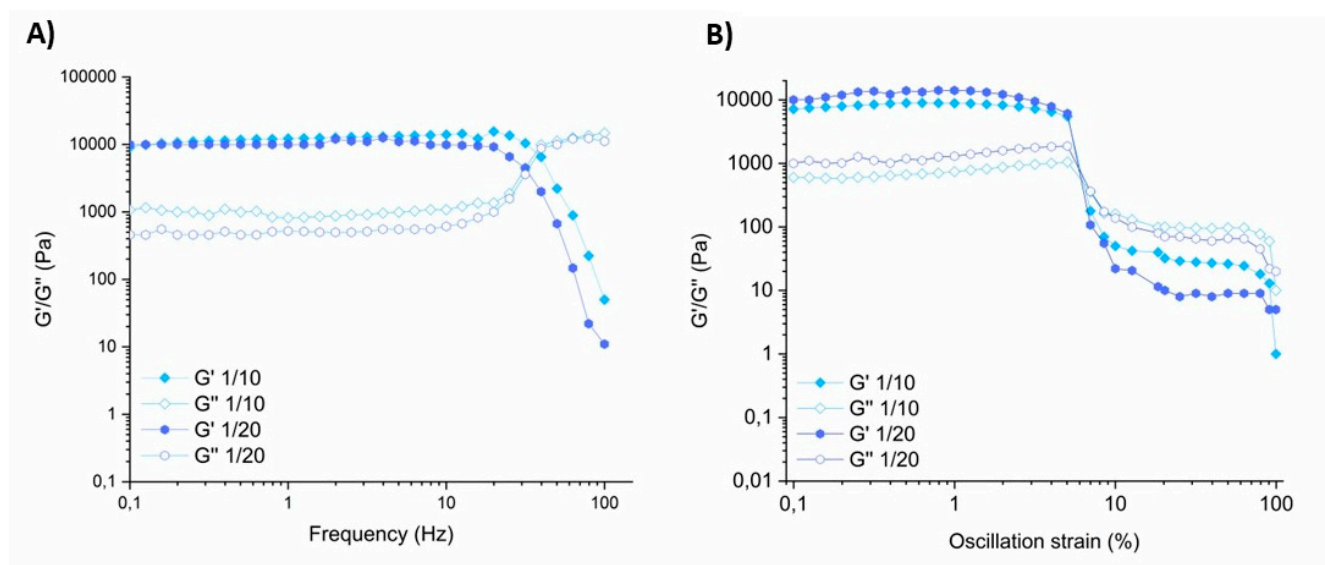 A)
100000
10000
1000
100
10
1
0,1
G'/G" (Pa)
G' 1/10
G" 1/10
G' 1/20
G" 1/20
0,1
1
10
100
Frequency (Hz)
B)
10000
1000
100
10
1
0,1
0,01
G'/G" (Pa)
G' 1/10
G" 1/10
G' 1/20
G" 1/20
0,1
1
10
100
Oscillation strain (%)